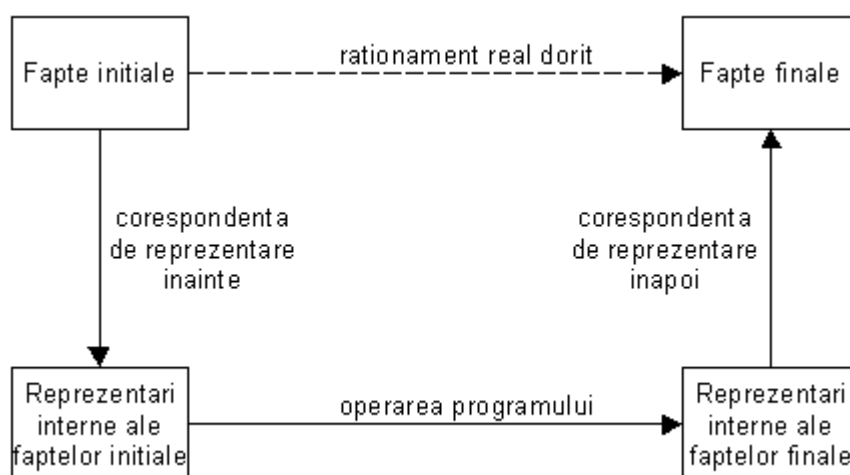 Fapte initiale
rationament real dorit
Fapte finale
corespondenta
de reprezentare
inainte
corespondenta
de reprezentare
inapoi
Reprezentari
interne ale
faptelor initiale
operarea programului
Reprezentari
interne ale
faptelor finale